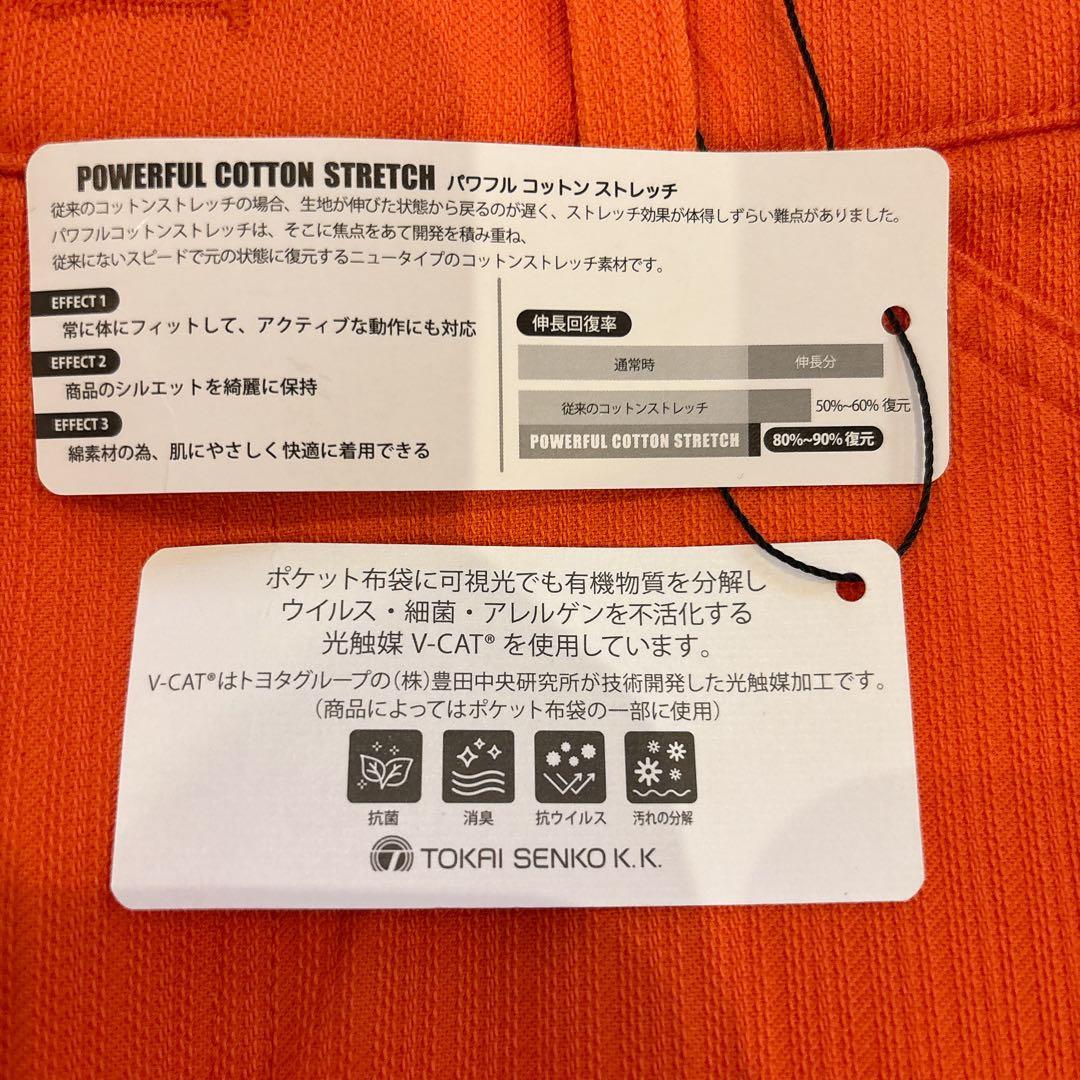 POWERFUL COTTON STRETCH パワフル コットン ストレッチ
従来のコットンストレッチの場合、生地が伸びた状態から戻るのが遅く、ストレッチ効果が体得しずらい難点がありました。
パワフルコットンストレッチは、そこに焦点をあて開発を積み重ね、
従来にないスピードで元の状態に復元するニュータイプのコットンストレッチ素材です。
EFFECT 1
常に体にフィットして、アクティブな動作にも対応
EFFECT 2
商品のシルエットを綺麗に保持
EFFECT 3
綿素材の為、肌にやさしく快適に着用できる
伸長回復率
通常時 伸長分
従来のコットンストレッチ 50%~60% 復元
POWERFUL COTTON STRETCH 80%~90% 復元
ポケット布袋に可視光でも有機物質を分解し
ウイルス・細菌・アレルゲンを不活化する
光触媒 V-CAT® を使用しています。
V-CAT®はトヨタグループの(株)豊田中央研究所が技術開発した光触媒加工です。
(商品によってはポケット布袋の一部に使用)
抗菌 消臭 抗ウイルス 汚れの分解
TOKAI SENKO K.K.